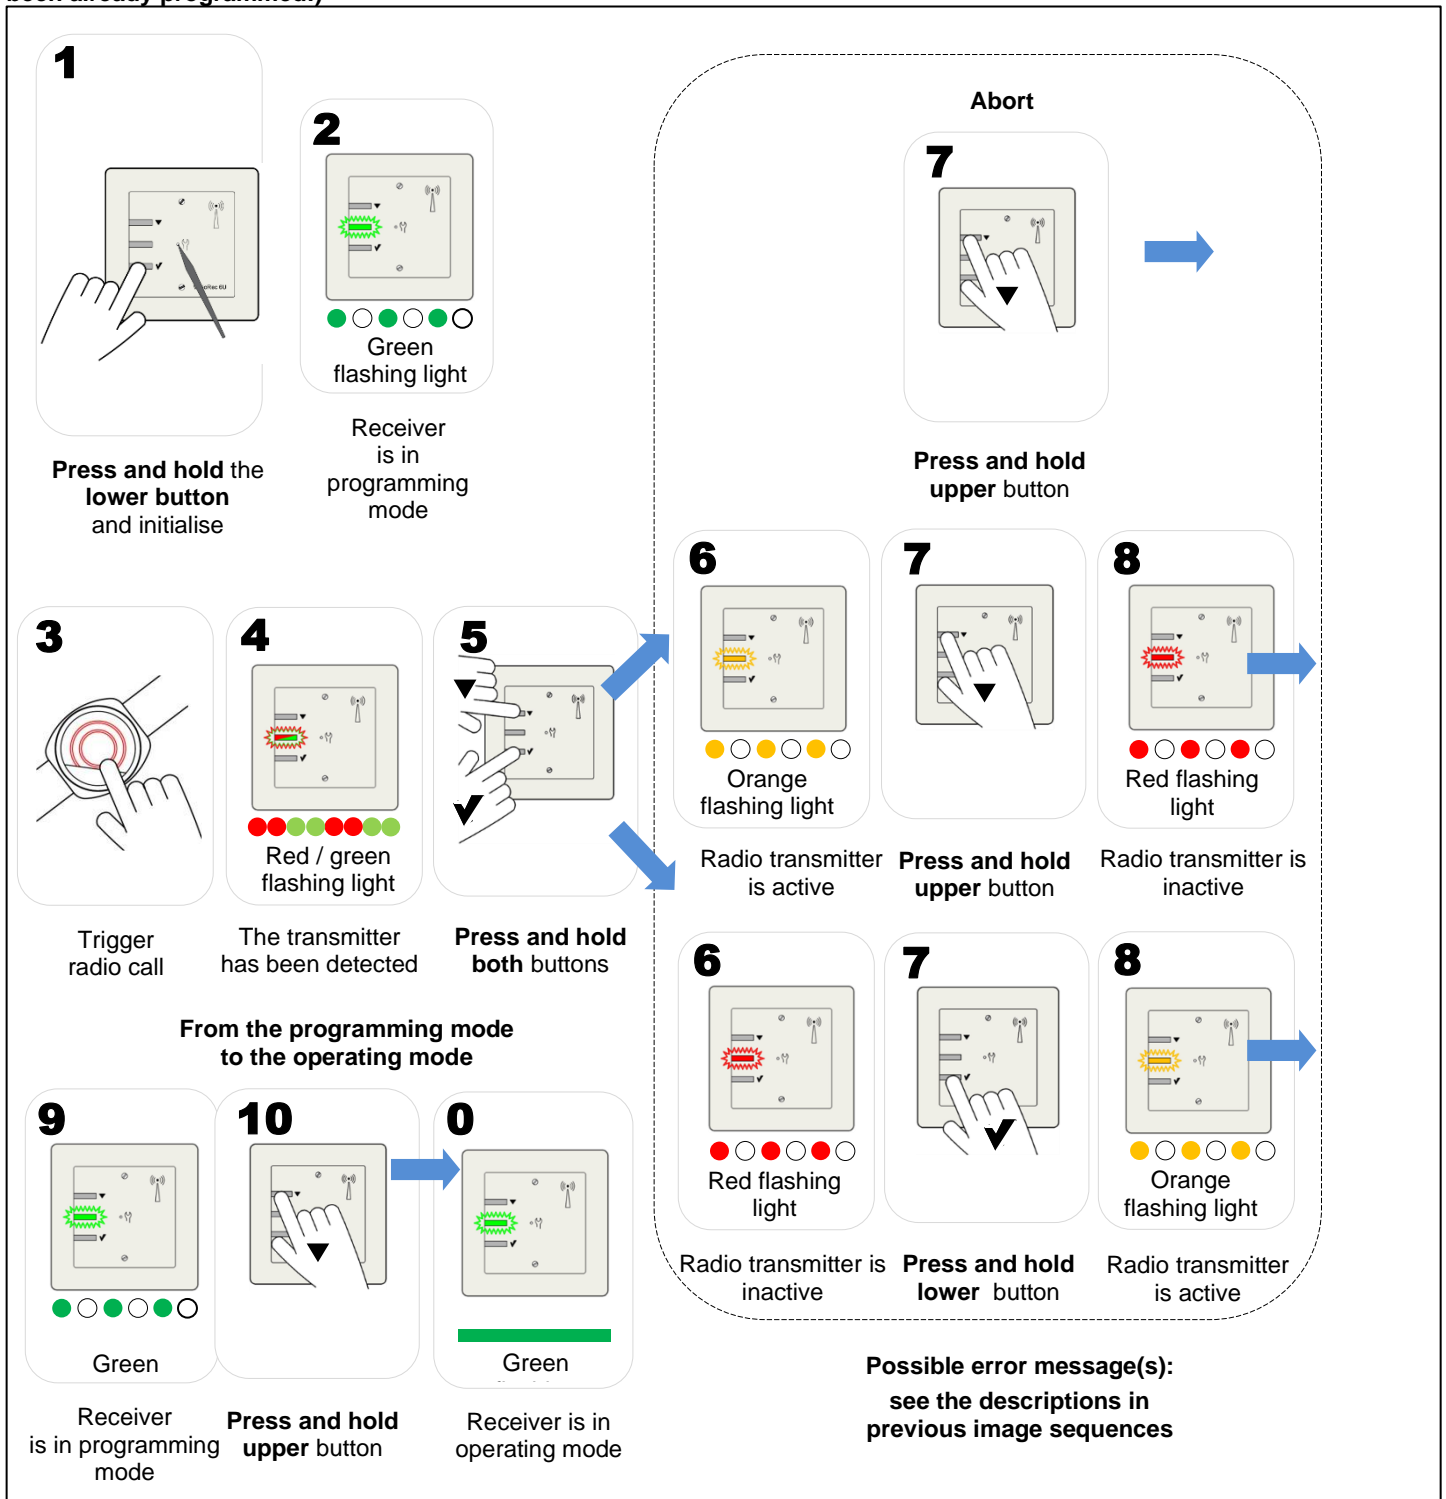 been already programmed.)
1
2
Green
flashing light
Press and hold the
lower button
and initialise
Receiver
is in
programming
mode
Abort
7
Press and hold
upper button
3
Trigger
radio call
4
Red / green
flashing light
The transmitter
has been detected
5
Press and hold
both buttons
6
Orange
flashing light
Radio transmitter
is active
7
Press and hold
upper button
8
Red flashing
light
Radio transmitter is
inactive
6
Red flashing
light
Radio transmitter is
inactive
7
Press and hold
lower button
8
Orange
flashing light
Radio transmitter
is active
From the programming mode
to the operating mode
9
Green
Receiver
is in programming
mode
10
Press and hold
upper button
0
Green
Receiver is in
operating mode
Possible error message(s):
see the descriptions in
previous image sequences